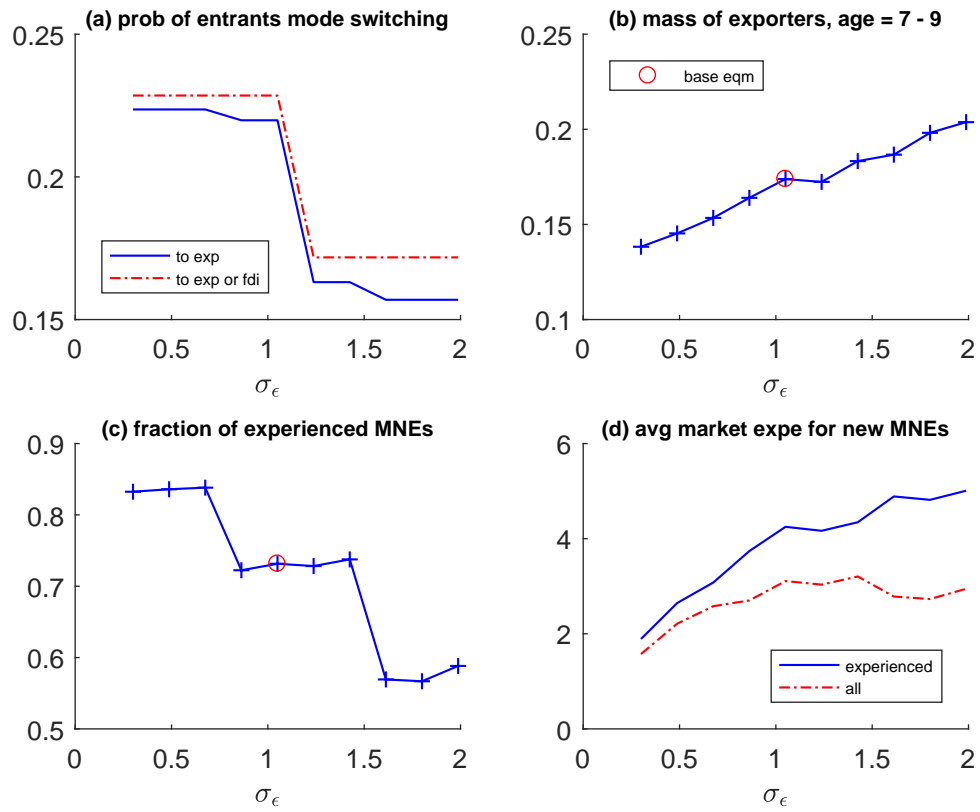 (a) prob of entrants mode switching
0.25
0.2
0.15
to exp
to exp or fdi
0 0.5 1 1.5 2
σϵ
(b) mass of exporters, age = 7 - 9
0.25
0.2
0.15
0.1
base eqm
0 0.5 1 1.5 2
σϵ
(c) fraction of experienced MNEs
0.9
0.8
0.7
0.6
0.5
0 0.5 1 1.5 2
σϵ
(d) avg market expe for new MNEs
6
4
2
0
experienced
all
0 0.5 1 1.5 2
σϵ